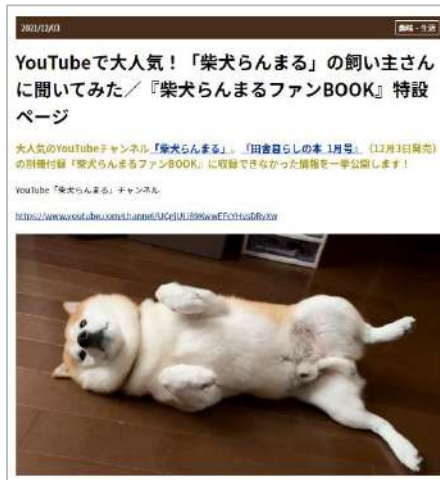 2021/12/03
趣味・生活
YouTubeで大人気！「柴犬らんまる」の飼い主さん
に聞いてみた／『柴犬らんまるファンBOOK』特設
ページ
大人気のYouTubeチャンネル「柴犬らんまる」。『田舎暮らしの本 1月号』（12月3日発売）
の別冊付録『柴犬らんまるファンBOOK』に収録できなかった情報を一挙公開します！
YouTube「柴犬らんまる」チャンネル